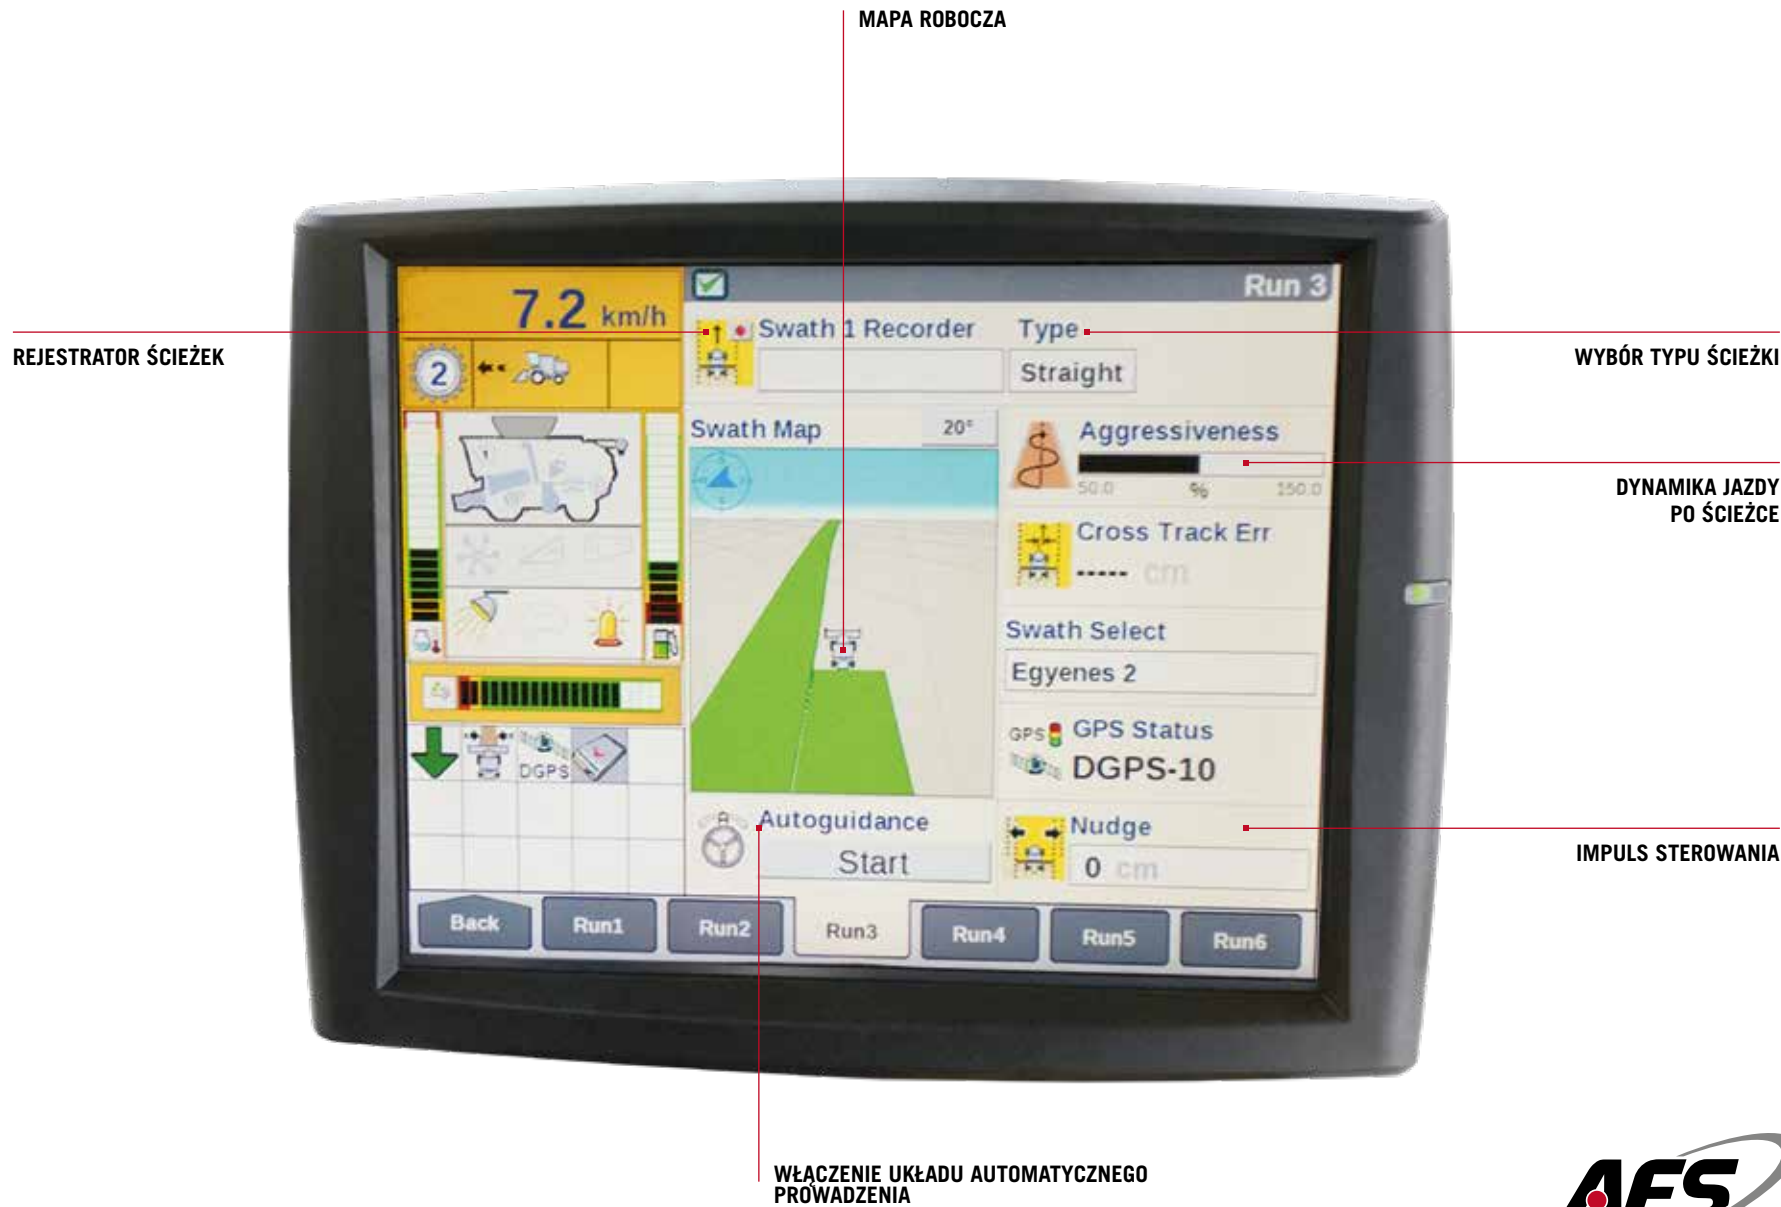 MAPA ROBOCZA
REJESTRATOR ŚCIEŻEK
7.2 km/h
2
DGPS
Run 3
Swath 1 Recorder
Type
Straight
WYBÓR TYPU ŚCIEŻKI
Swath Map
20°
Aggressiveness
50.0 % 150.0
DYNAMIKA JAZDY
PO ŚCIEŻCE
Cross Track Err
----- cm
Swath Select
Egyenes 2
GPS
GPS Status
DGPS-10
Autoguidance
Start
Nudge
0 cm
IMPULS STEROWANIA
Back
Run1
Run2
Run3
Run4
Run5
Run6
WŁĄCZENIE UKŁADU AUTOMATYCZNEGO
PROWADZENIA
AFS